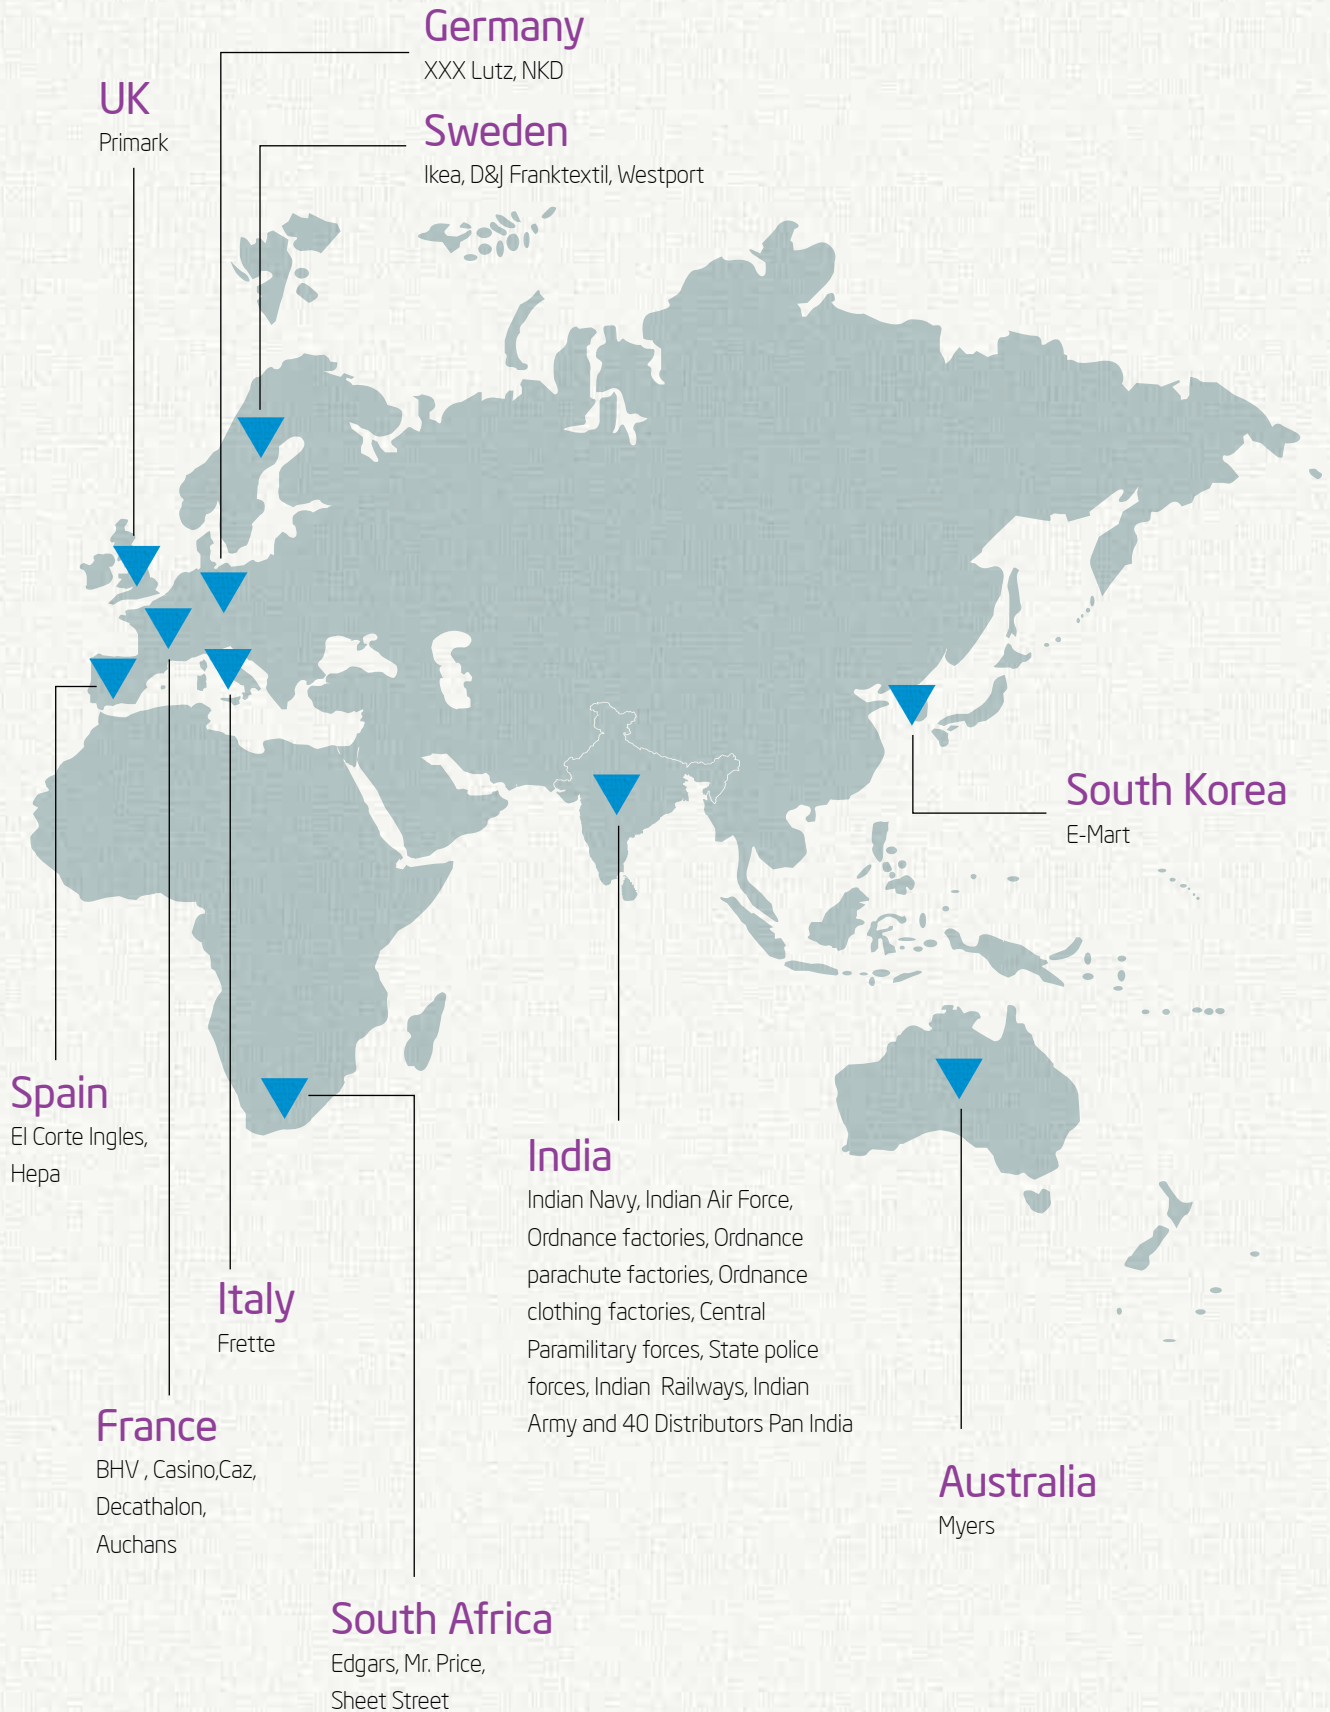 Germany
XXX Lutz, NKD
UK
Primark
Sweden
Ikea, D&J Franktextil, Westport
South Korea
E-Mart
Spain
El Corte Ingles,
Hepa
India
Indian Navy, Indian Air Force,
Ordnance factories, Ordnance
parachute factories, Ordnance
clothing factories, Central
Paramilitary forces, State police
forces, Indian Railways, Indian
Army and 40 Distributors Pan India
Italy
Frette
France
BHV , Casino,Caz,
Decathalon,
Auchans
Australia
Myers
South Africa
Edgars, Mr. Price,
Sheet Street